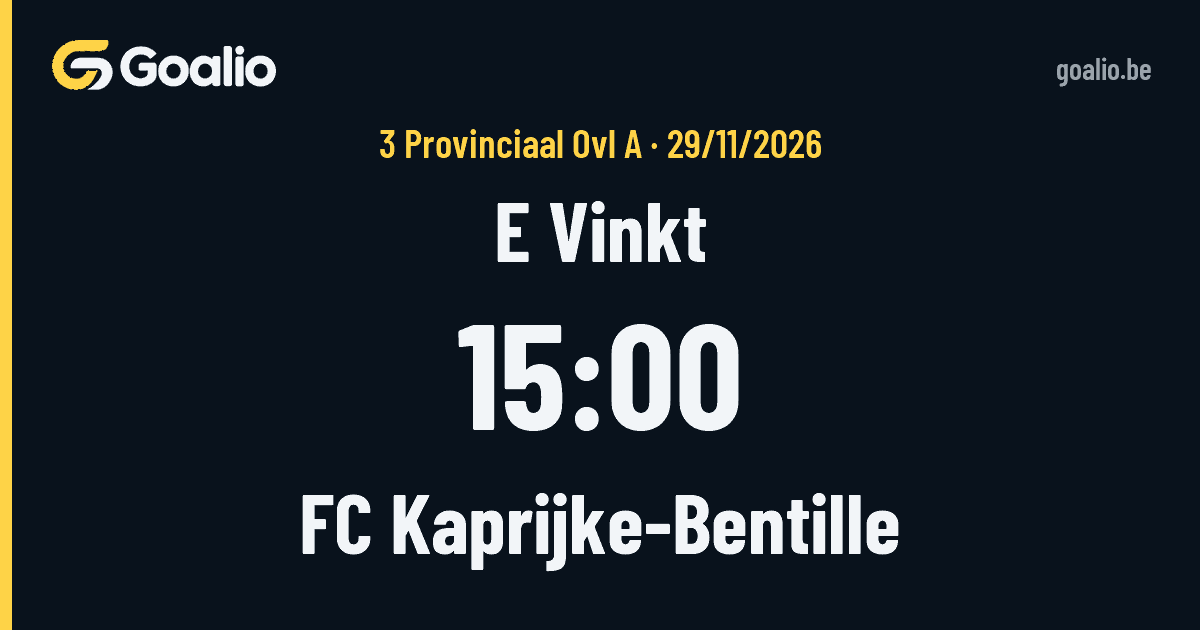 Goalio
goalio.be
3 Provinciaal Ovl A · 29/11/2026
E Vinkt
15:00
FC Kaprijke-Bentille